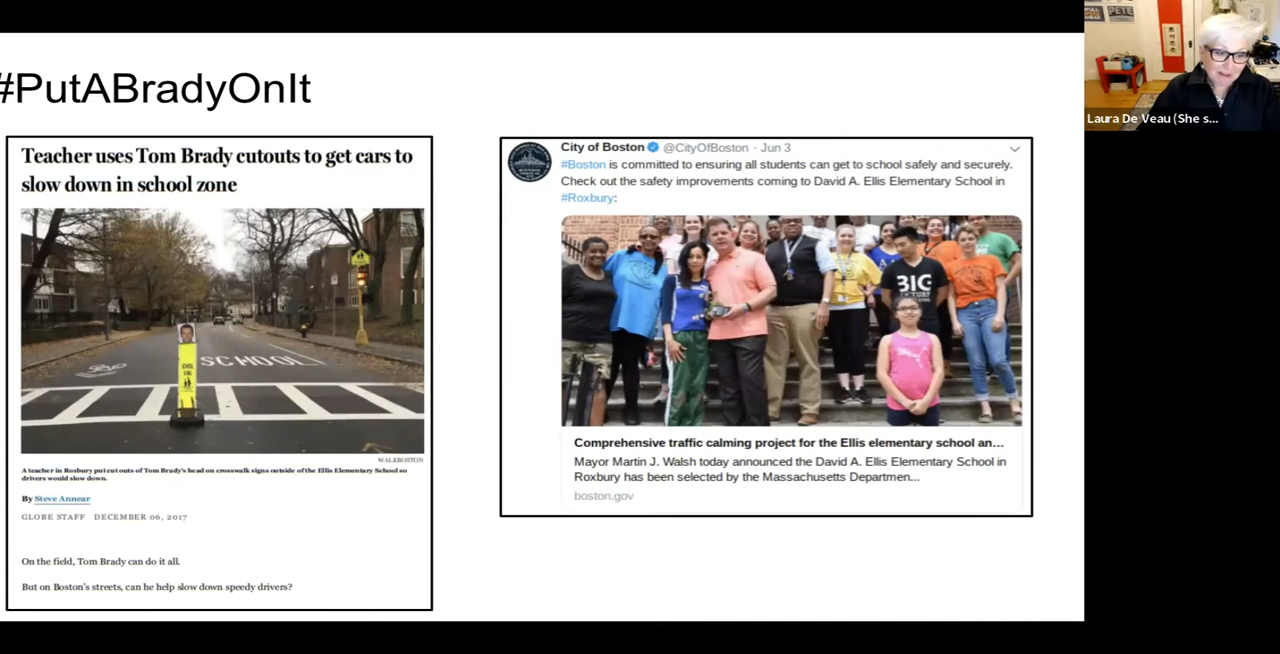 #PutABradyOnIt
Teacher uses Tom Brady cutouts to get cars to
slow down in school zone
SCHOOL
WALKBOSTON
A teacher in Roxbury put cut outs of Tom Brady's head on crosswalk signs outside of the Ellis Elementary School so
drivers would slow down.
By Steve Annear
GLOBE STAFF DECEMBER 06, 2017
On the field, Tom Brady can do it all.
But on Boston's streets, can he help slow down speedy drivers?
City of Boston @CityOfBoston · Jun 3
#Boston is committed to ensuring all students can get to school safely and securely.
Check out the safety improvements coming to David A. Ellis Elementary School in
#Roxbury:
BIG
Comprehensive traffic calming project for the Ellis elementary school an...
Mayor Martin J. Walsh today announced the David A. Ellis Elementary School in
Roxbury has been selected by the Massachusetts Departmen...
boston.gov
PETE
Laura De Veau (She s...